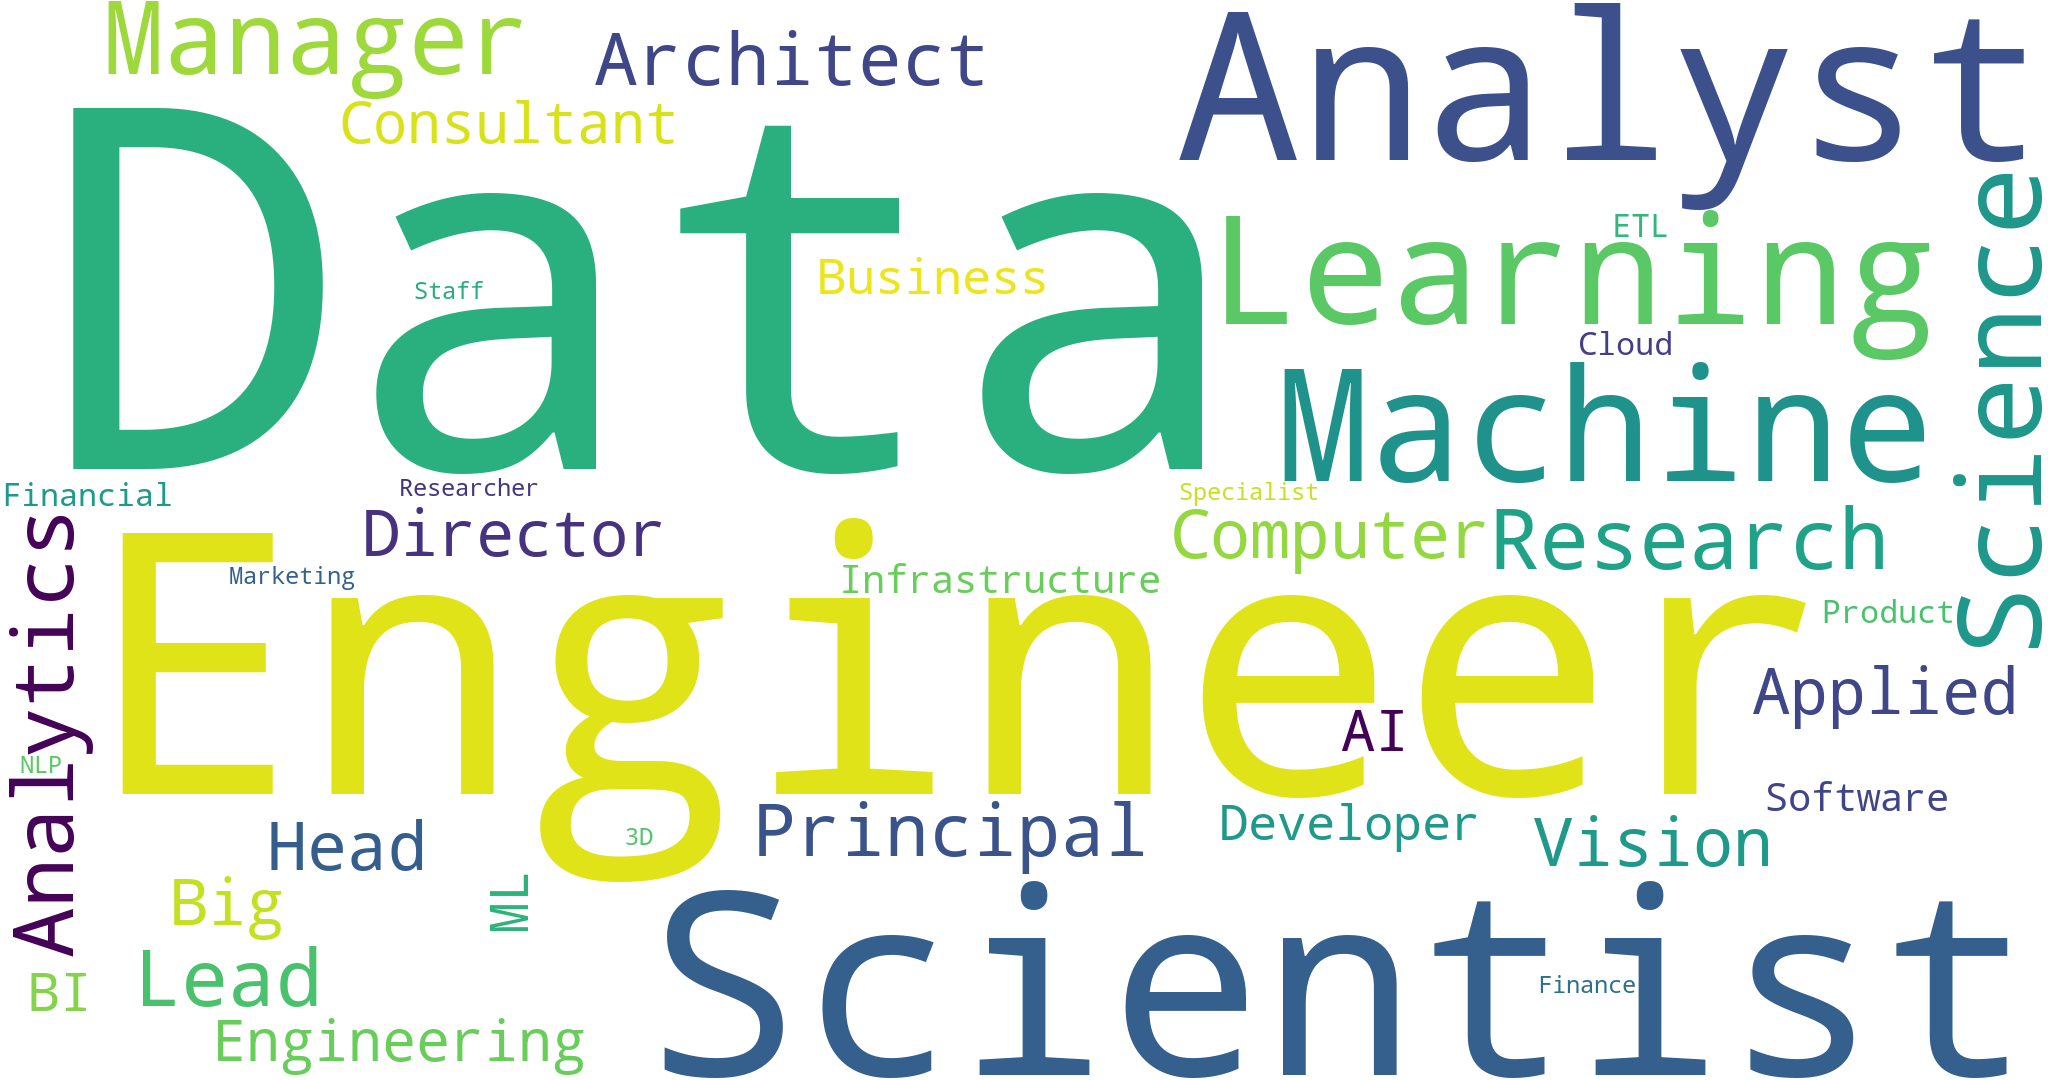 Manager
Architect
Analyst
Consultant
Data
Science
Learning
ETL
Business
Staff
Cloud
Machine
Financial
Researcher
Specialist
Director
Computer
Research
Analytics
Engineer
Marketing
Infrastructure
Product
Applied
AI
NLP
Software
Head
3D
Principal
Developer
Vision
Big
ML
Scientist
BI
Lead
Finance
Engineering